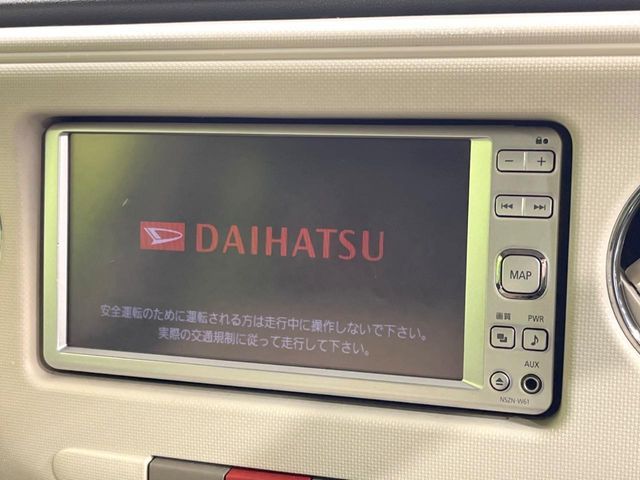 DAIHATSU
安全運転のために運転される方は走行中に操作しないで下さい。
実際の交通規制に従って走行して下さい。
MAP
画質 PWR
AUX
NSZN-W61